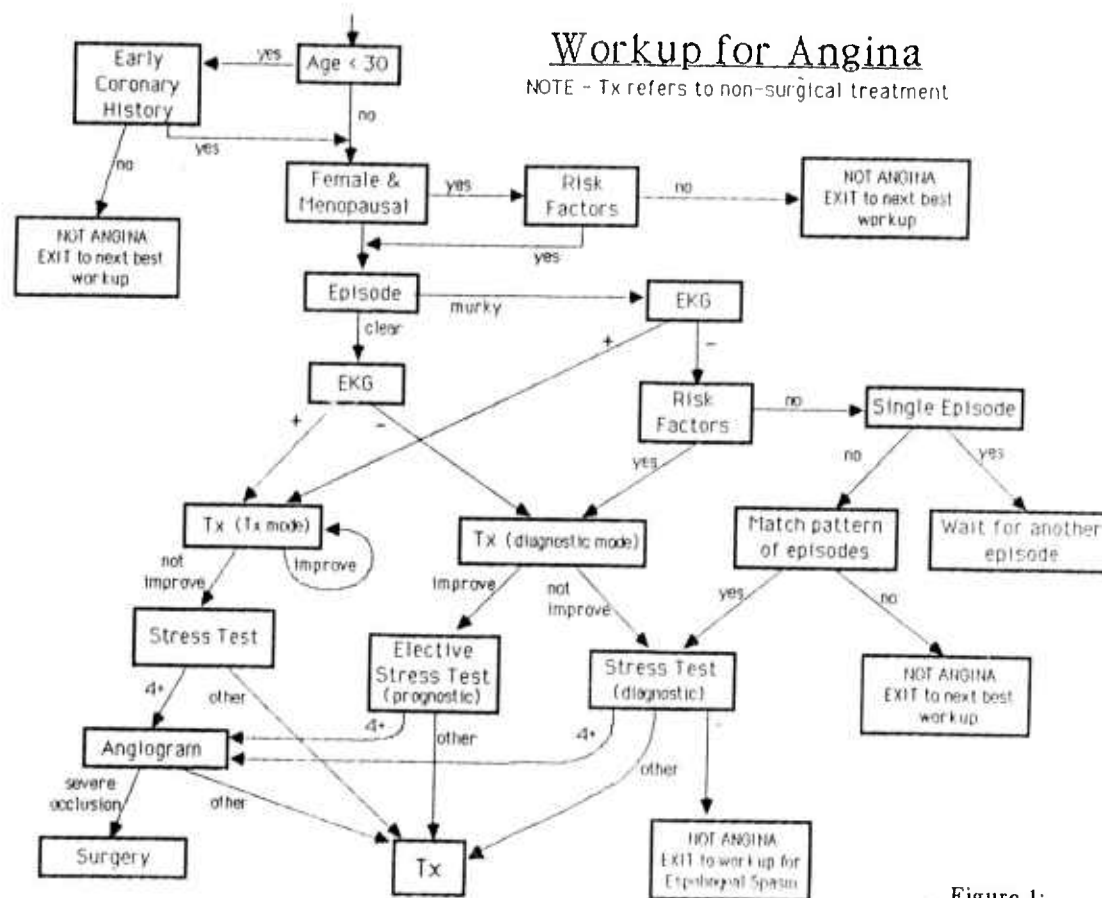 Workup for Angina
NOTE - Tx refers to non-surgical treatment
Early
Coronary
History
yes
Age < 30
no
yes
no
Female &
Menopausal
yes
Risk
Factors
no
NOT ANGINA
EXIT to next best
workup
NOT ANGINA
EXIT to next best
workup
yes
Episode
murky
EKG
clear
+
-
EKG
Risk
Factors
no
Single Episode
+
-
yes
no
yes
Tx (Tx mode)
Tx (diagnostic mode)
Match pattern
of episodes
Wait for another
episode
not
improve
improve
improve
not
improve
yes
no
Stress Test
Elective
Stress Test
(prognostic)
Stress Test
(diagnostic)
NOT ANGINA
EXIT to next best
workup
4+
other
4+
other
4+
other
-
Angiogram
severe
occlusion
other
Surgery
Tx
NOT ANGINA
EXIT to workup for
Spasm
Figure 1: